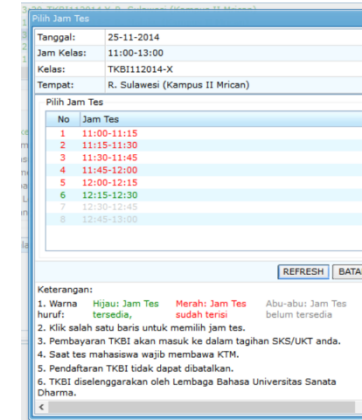 Pilih Jam Tes
Tanggal: 25-11-2014
Jam Kelas: 11:00-13:00
Kelas: TKBI112014-X
Tempat: R. Sulawesi (Kampus II Mrican)
Pilih Jam Tes
No Jam Tes
1 11:00-11:15
2 11:15-11:30
3 11:30-11:45
4 11:45-12:00
5 12:00-12:15
6 12:15-12:30
7 12:30-12:45
8 12:45-13:00
REFRESH BATA
Keterangan:
1. Warna huruf: Hijau: Jam Tes tersedia, Merah: Jam Tes sudah terisi Abu-abu: Jam Tes belum tersedia
2. Klik salah satu baris untuk memilih jam tes.
3. Pembayaran TKBI akan masuk ke dalam tagihan SKS/UKT anda.
4. Saat tes mahasiswa wajib membawa KTM.
5. Pendaftaran TKBI tidak dapat dibatalkan.
6. TKBI diselenggarakan oleh Lembaga Bahasa Universitas Sanata
Dharma.